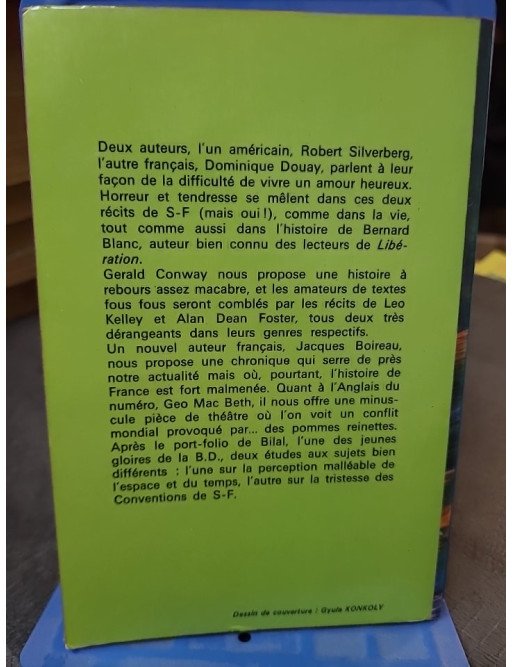 Deux auteurs, l'un américain, Robert Silverberg,
l'autre français, Dominique Douay, parlent à leur
façon de la difficulté de vivre un amour heureux.
Horreur et tendresse se mêlent dans ces deux
récits de S-F (mais oui!), comme dans la vie,
tout comme aussi dans l'histoire de Bernard
Blanc, auteur bien connu des lecteurs de Libé-
ration.
Gerald Conway nous propose une histoire à
rebours assez macabre, et les amateurs de textes
fous fous seront comblés par les récits de Leo
Kelley et Alan Dean Foster, tous deux très
dérangeants dans leurs genres respectifs.
Un nouvel auteur français, Jacques Boireau,
nous propose une chronique qui serre de près
notre actualité mais où, pourtant, l'histoire de
France est fort malmenée. Quant à l'Anglais du
numéro, Geo Mac Beth, il nous offre une minus-
cule pièce de théâtre où l'on voit un conflit
mondial provoqué par... des pommes reinettes.
Après le port-folio de Bilal, l'une des jeunes
gloires de la B.D., deux études aux sujets bien
différents : l'une sur la perception malléable de
l'espace et du temps, l'autre sur la tristesse des
Conventions de S-F.
Dessin de couverture : Gyula KONKOLY